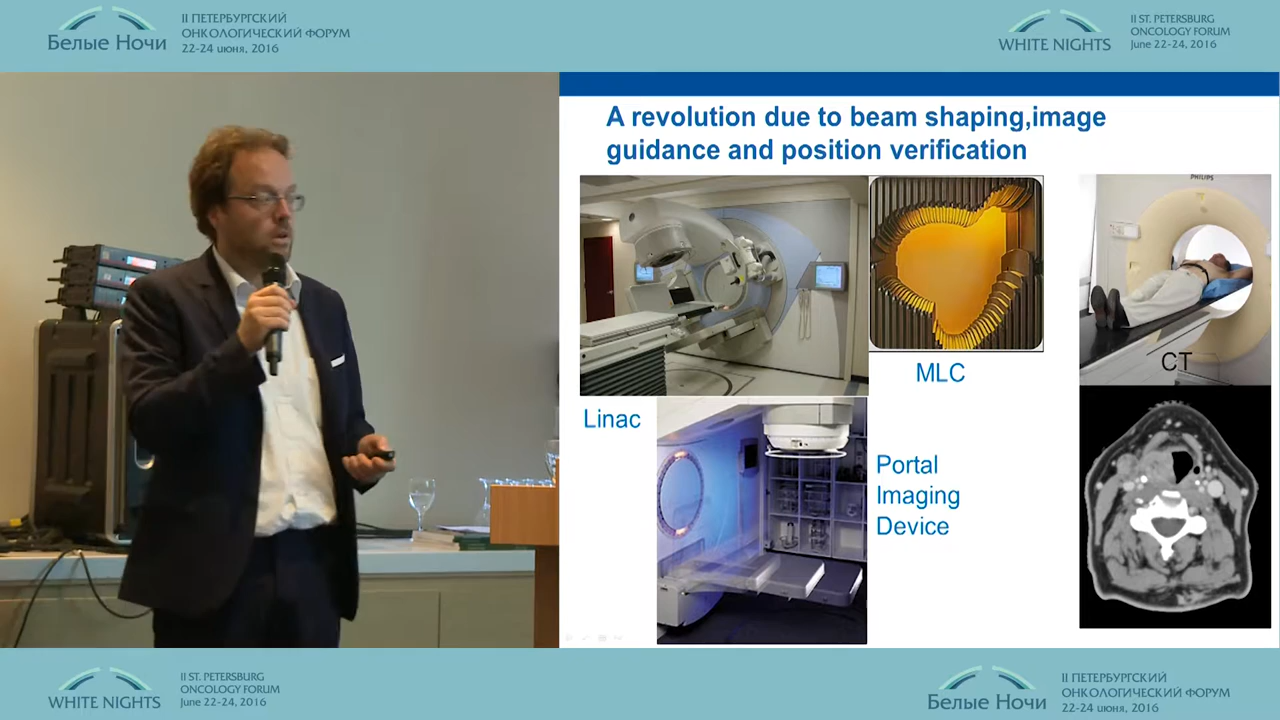 Белые Ночи
II ПЕТЕРБУРГСКИЙ
ОНКОЛОГИЧЕСКИЙ ФОРУМ
22-24 июня, 2016
WHITE NIGHTS
II ST. PETERSBURG
ONCOLOGY FORUM
June 22-24, 2016
A revolution due to beam shaping,image
guidance and position verification
PHILIPS
MLC
CT
Linac
Portal
Imaging
Device
WHITE NIGHTS
II ST. PETERSBURG
ONCOLOGY FORUM
June 22-24, 2016
Белые Ночи
II ПЕТЕРБУРГСКИЙ
ОНКОЛОГИЧЕСКИЙ ФОРУМ
22-24 июня, 2016